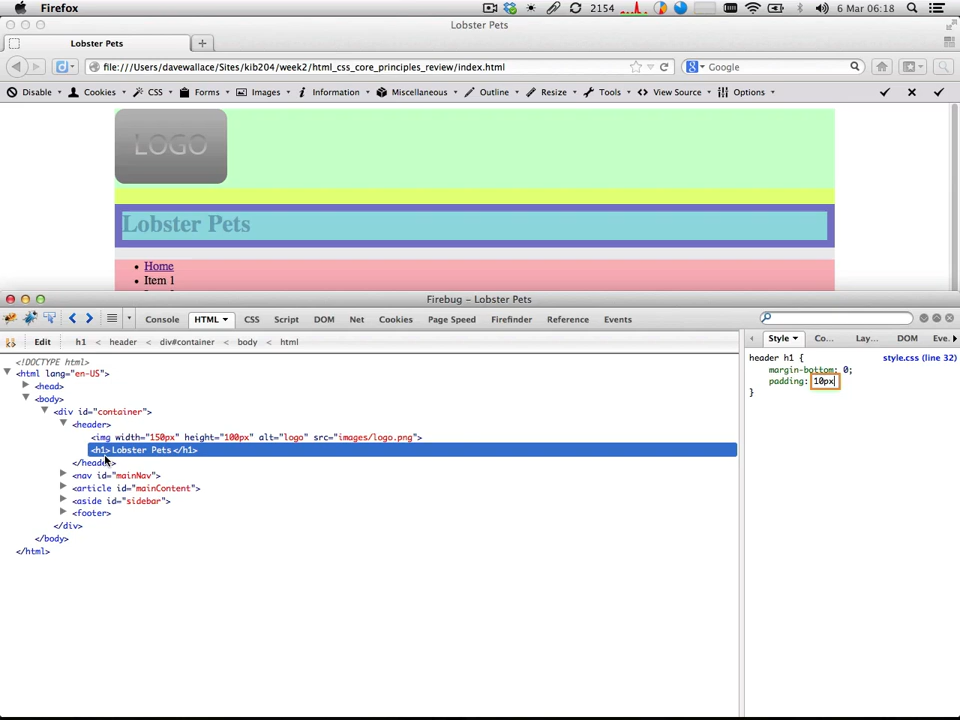 Firefox 2154 6 Mar 06:18
Lobster Pets
Lobster Pets
file:///Users/davewallace/Sites/kib204/week2/html_css_core_principles_review/index.html Google
Disable Cookies CSS Forms Images Information Miscellaneous Outline Resize Tools View Source Options
LOGO
Lobster Pets
Home
Item 1
Firebug – Lobster Pets
Console HTML CSS Script DOM Net Cookies Page Speed Firefinder Reference Events
Edit h1 < header < div#container < body < html
Style Co... Lay... DOM Eve.
<!DOCTYPE html>
<html lang="en-US">
<head>
<body>
<div id="container">
<header>
<img width="150px" height="100px" alt="logo" src="images/logo.png">
<h1>Lobster Pets</h1>
</header>
<nav id="mainNav">
<article id="mainContent">
<aside id="sidebar">
<footer>
</div>
</body>
</html>
header h1 { style.css (line 32)
margin-bottom: 0;
padding: 10px
}